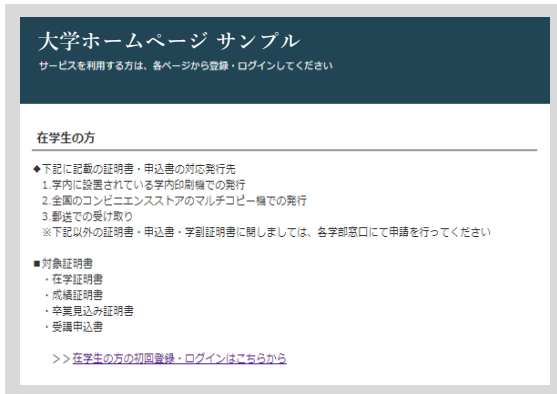 大学ホームページ サンプル
サービスを利用する方は、各ページから登録・ログインしてください
在学生の方
◆下記に記載の証明書・申込書の対応発行先
1.学内に設置されている学内印刷機での発行
2.全国のコンビニエンスストアのマルチコピー機での発行
3.郵送での受け取り
※下記以外の証明書・申込書・学割証明書に関しましては、各学部窓口にて申請を行ってください
■対象証明書
・在学証明書
・成績証明書
・卒業見込み証明書
・受講申込書
>>在学生の方の初回登録・ログインはこちらから